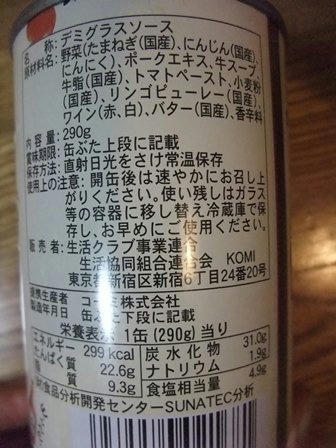 名 称:デミグラスソース
原材料名:野菜(たまねぎ(国産)、にんじん(国産)、
にんにく)、ポークエキス、牛スープ
牛脂(国産)、トマトペースト、小麦粉
(国産)、リンゴピューレー(国産)、
ワイン(赤、白)、バター(国産)、香辛料
内 容 量:290g
賞味期限:缶ぶた上段に記載
保存方法:直射日光をさけ常温保存
使用上の注意:開缶後は速やかにお召し上
がりください。使い残しはガラス
等の容器に移し替え冷蔵庫で保
存し、お早めにご使用ください。
販 売 者:生活クラブ事業連合
生活協同組合連合会 KOMI
東京都新宿区新宿6丁目24番20号
提携生産者 コーミ株式会社
製造年月日 缶ぶた下段に記載
栄養表示 1缶(290g)当り
エネルギー 299kcal 炭水化物 31.0g
たんぱく質 22.6g ナトリウム 1.9g
質 9.3g 食塩相当量 4.9g
食品分析開発センターSUNATEC分析